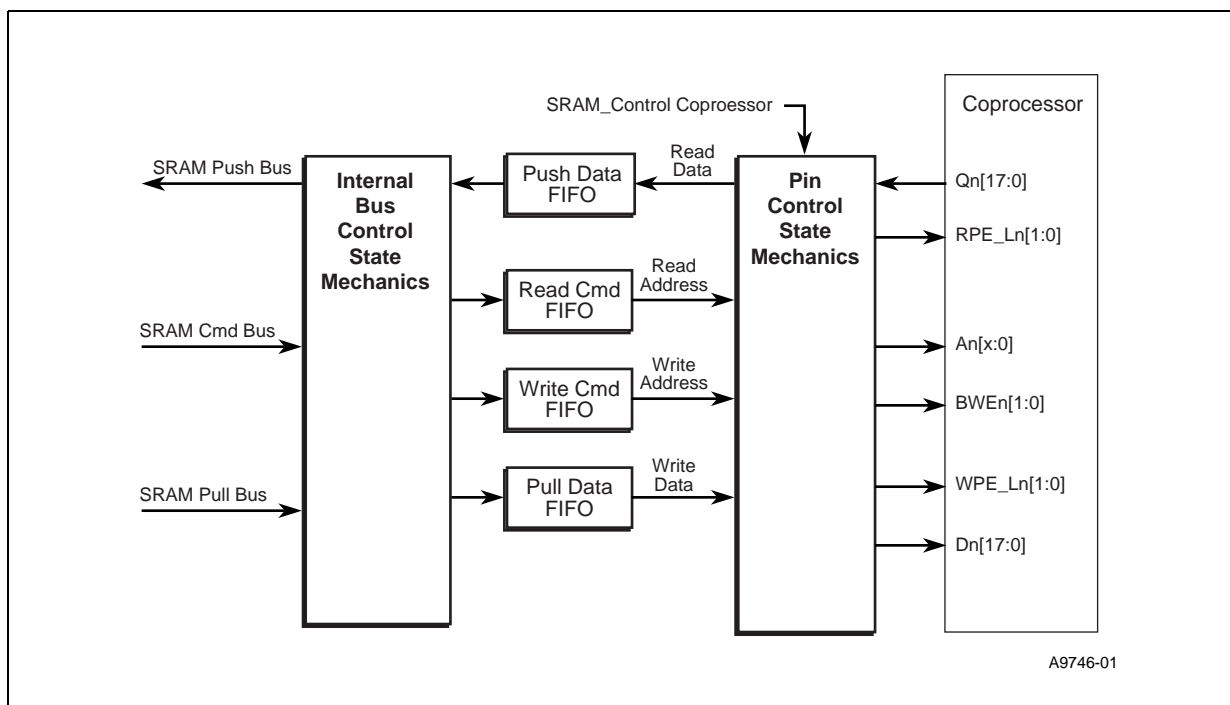 SRAM_Control Coproessor
Coprocessor
SRAM Push Bus
Internal
Bus
Control
State
Mechanics
Push Data
FIFO
Read
Data
Pin
Control
State
Mechanics
Qn[17:0]
RPE_Ln[1:0]
Read Cmd
FIFO
Read
Address
SRAM Cmd Bus
An[x:0]
Write Cmd
FIFO
Write
Address
BWEn[1:0]
SRAM Pull Bus
Pull Data
FIFO
Write
Data
WPE_Ln[1:0]
Dn[17:0]
A9746-01